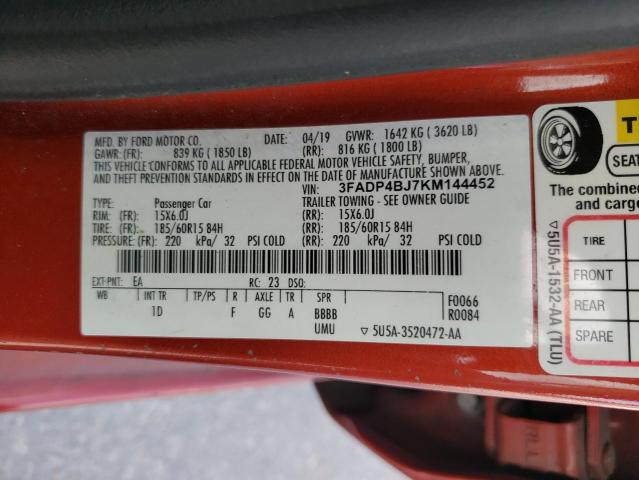 MFD. BY FORD MOTOR CO. DATE: 04/19 GVWR: 1642 KG ( 3620 LB)
GAWR: (FR): 839 KG ( 1850 LB) (RR): 816 KG ( 1800 LB)
THIS VEHICLE CONFORMS TO ALL APPLICABLE FEDERAL MOTOR VEHICLE SAFETY, BUMPER,
AND THEFT PREVENTION STANDARDS IN EFFECT ON THE DATE OF MANUFACTURE SHOWN ABOVE.
VIN: 3FADP4BJ7KM144452
TYPE: Passenger Car TRAILER TOWING - SEE OWNER GUIDE
RIM: (FR): 15X6.0J (RR): 15X6.0J
TIRE: (FR): 185/60R15 84H (RR): 185/60R15 84H
PRESSURE: (FR): 220 kPa/ 32 PSI COLD (RR): 220 kPa/ 32 PSI COLD
EXT-PNT: EA RC: 23 DSO:
WB INT TR TP/PS R AXLE TR SPR F0066
1D F GG A BBBB R0084
UMU ▽ 5U5A-3520472-AA
▽5U5A-1532-AA (TLU)
T
SEAT
The combined
and cargo
TIRE
FRONT
REAR
SPARE